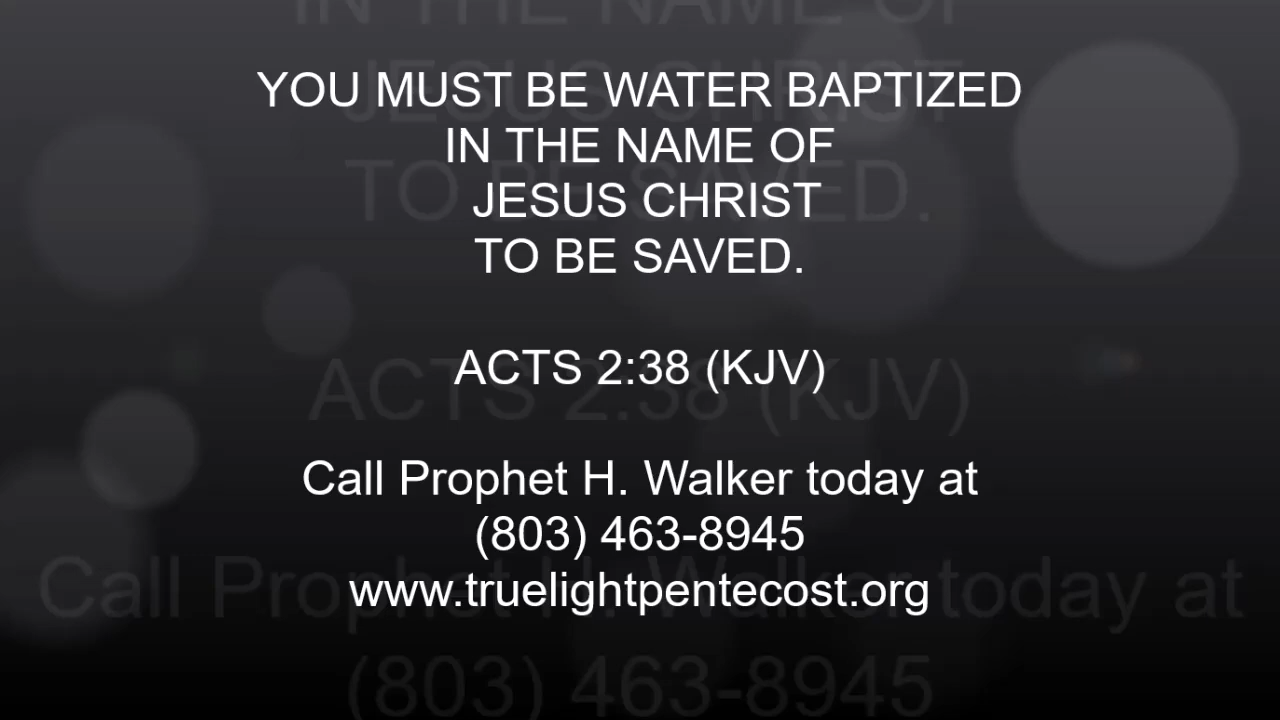 YOU MUST BE WATER BAPTIZED
IN THE NAME OF
JESUS CHRIST
TO BE SAVED.
ACTS 2:38 (KJV)
Call Prophet H. Walker today at
(803) 463-8945
www.truelightpentecost.org